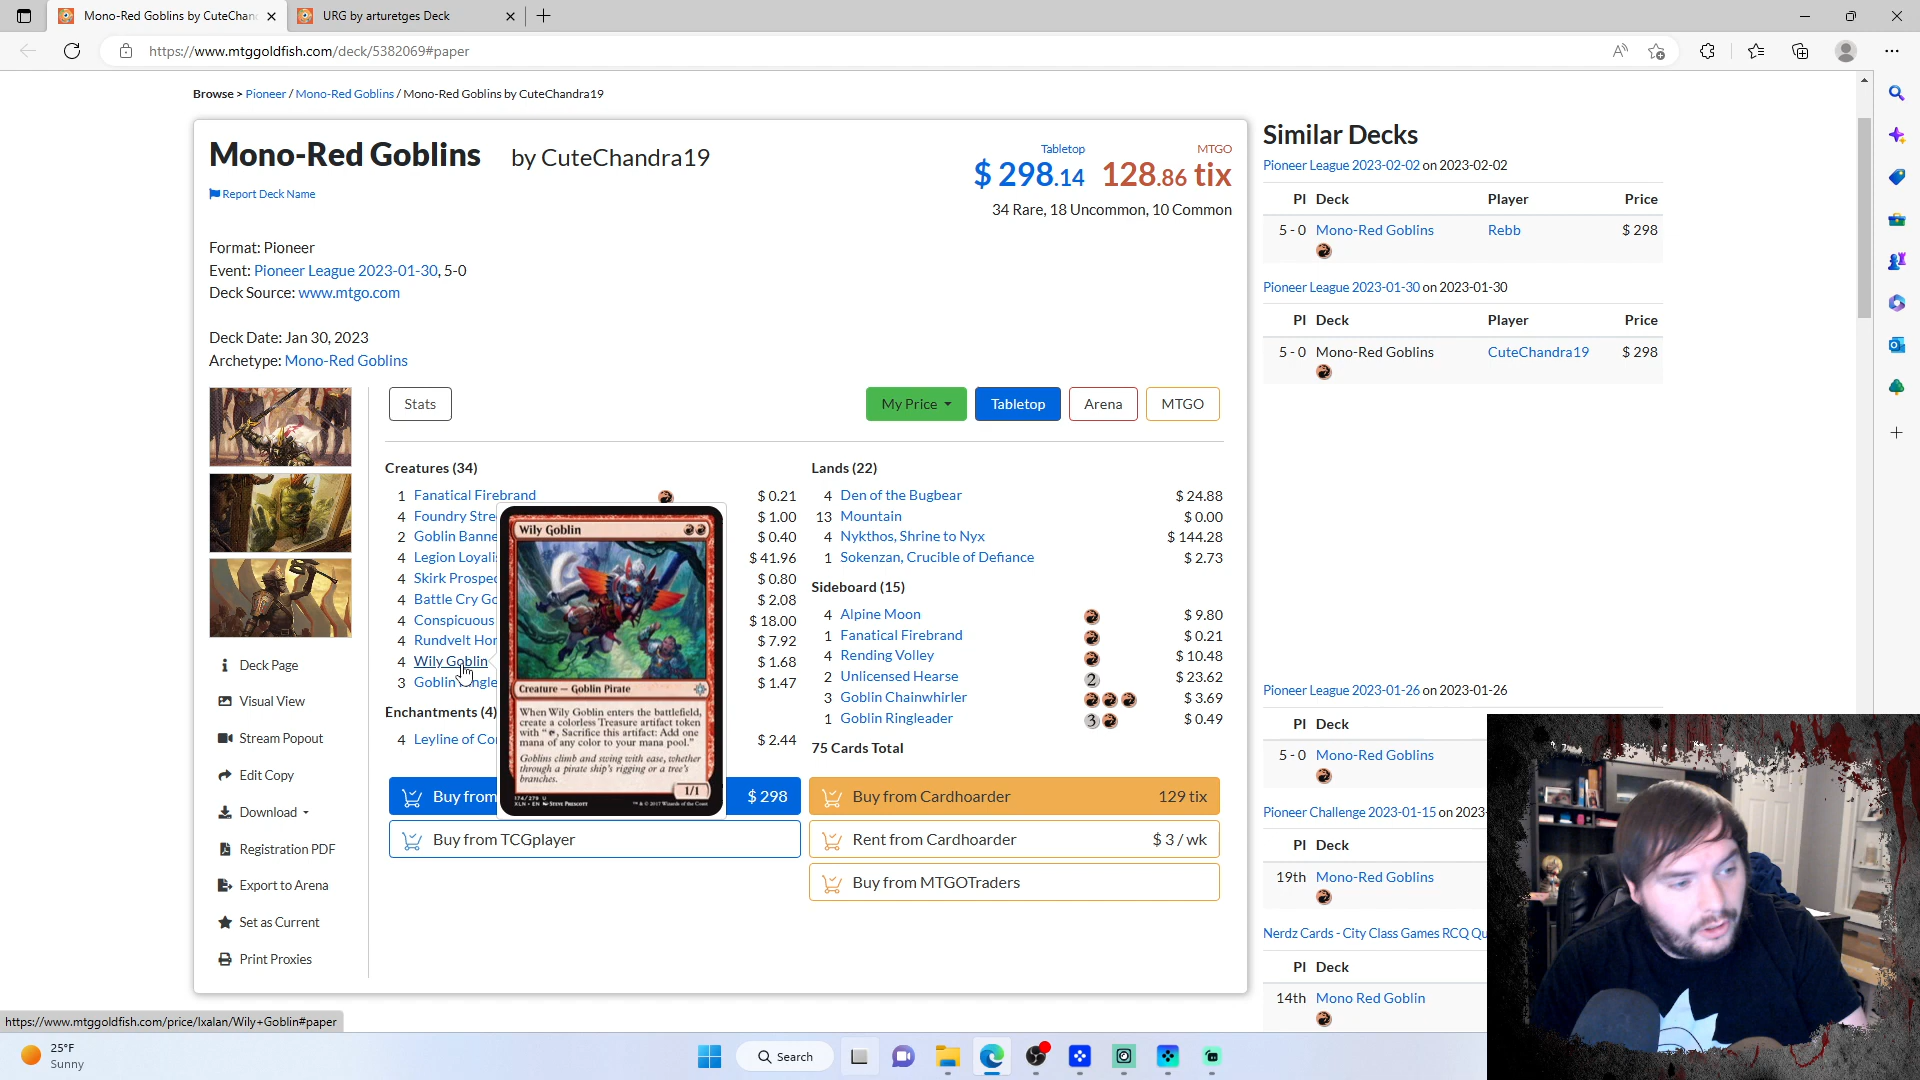 Mono-Red Goblins by CuteChan
URG by arturetges Deck
https://www.mtggoldfish.com/deck/5382069#paper
Browse > Pioneer / Mono-Red Goblins / Mono-Red Goblins by CuteChandra19
Mono-Red Goblins by CuteChandra19
Report Deck Name
Tabletop MTGO
$ 298.14 128.86 tix
34 Rare, 18 Uncommon, 10 Common
Format: Pioneer
Event: Pioneer League 2023-01-30, 5-0
Deck Source: www.mtgo.com
Deck Date: Jan 30, 2023
Archetype: Mono-Red Goblins
Stats
My Price
Tabletop
Arena
MTGO
Creatures (34)
1 Fanatical Firebrand $ 0.21
4 Foundry Stre $ 1.00
2 Goblin Banne $ 0.40
4 Legion Loyali $ 41.96
4 Skirk Prospec $ 0.80
4 Battle Cry Go $ 2.08
4 Conspicuous $ 18.00
4 Rundvelt Hor $ 7.92
4 Wily Goblin $ 1.68
3 Goblin ingle $ 1.47
Enchantments (4)
4 Leyline of Co $ 2.44
Wily Goblin
Creature — Goblin Pirate
When Wily Goblin enters the battlefield,
create a colorless Treasure artifact token
with “ , Sacrifice this artifact: Add one
mana of any color to your mana pool.”
Goblins climb and swing with ease, whether
through a pirate ship's rigging or a tree's
branches.
1/1
174/279 U
XLN • EN STEVE PRESCOTT
Lands (22)
4 Den of the Bugbear $ 24.88
13 Mountain $ 0.00
4 Nykthos, Shrine to Nyx $ 144.28
1 Sokenzan, Crucible of Defiance $ 2.73
Sideboard (15)
4 Alpine Moon $ 9.80
1 Fanatical Firebrand $ 0.21
4 Rending Volley $ 10.48
2 Unlicensed Hearse 2 $ 23.62
3 Goblin Chainwhirler $ 3.69
1 Goblin Ringleader 3 $ 0.49
75 Cards Total
Buy from $ 298
Buy from TCGplayer
Buy from Cardhoarder 129 tix
Rent from Cardhoarder $ 3 / wk
Buy from MTGOTraders
Deck Page
Visual View
Stream Popout
Edit Copy
Download
Registration PDF
Export to Arena
Set as Current
Print Proxies
Similar Decks
Pioneer League 2023-02-02 on 2023-02-02
Pl Deck Player Price
5 - 0 Mono-Red Goblins Rebb $ 298
Pioneer League 2023-01-30 on 2023-01-30
Pl Deck Player Price
5 - 0 Mono-Red Goblins CuteChandra19 $ 298
Pioneer League 2023-01-26 on 2023-01-26
Pl Deck
5 - 0 Mono-Red Goblins
Pioneer Challenge 2023-01-15 on 2023-
Pl Deck
19th Mono-Red Goblins
Nerdz Cards - City Class Games RCQ Qu
Pl Deck
14th Mono Red Goblin
https://www.mtggoldfish.com/price/Ixalan/Wily+Goblin#paper
25°F
Sunny
Search